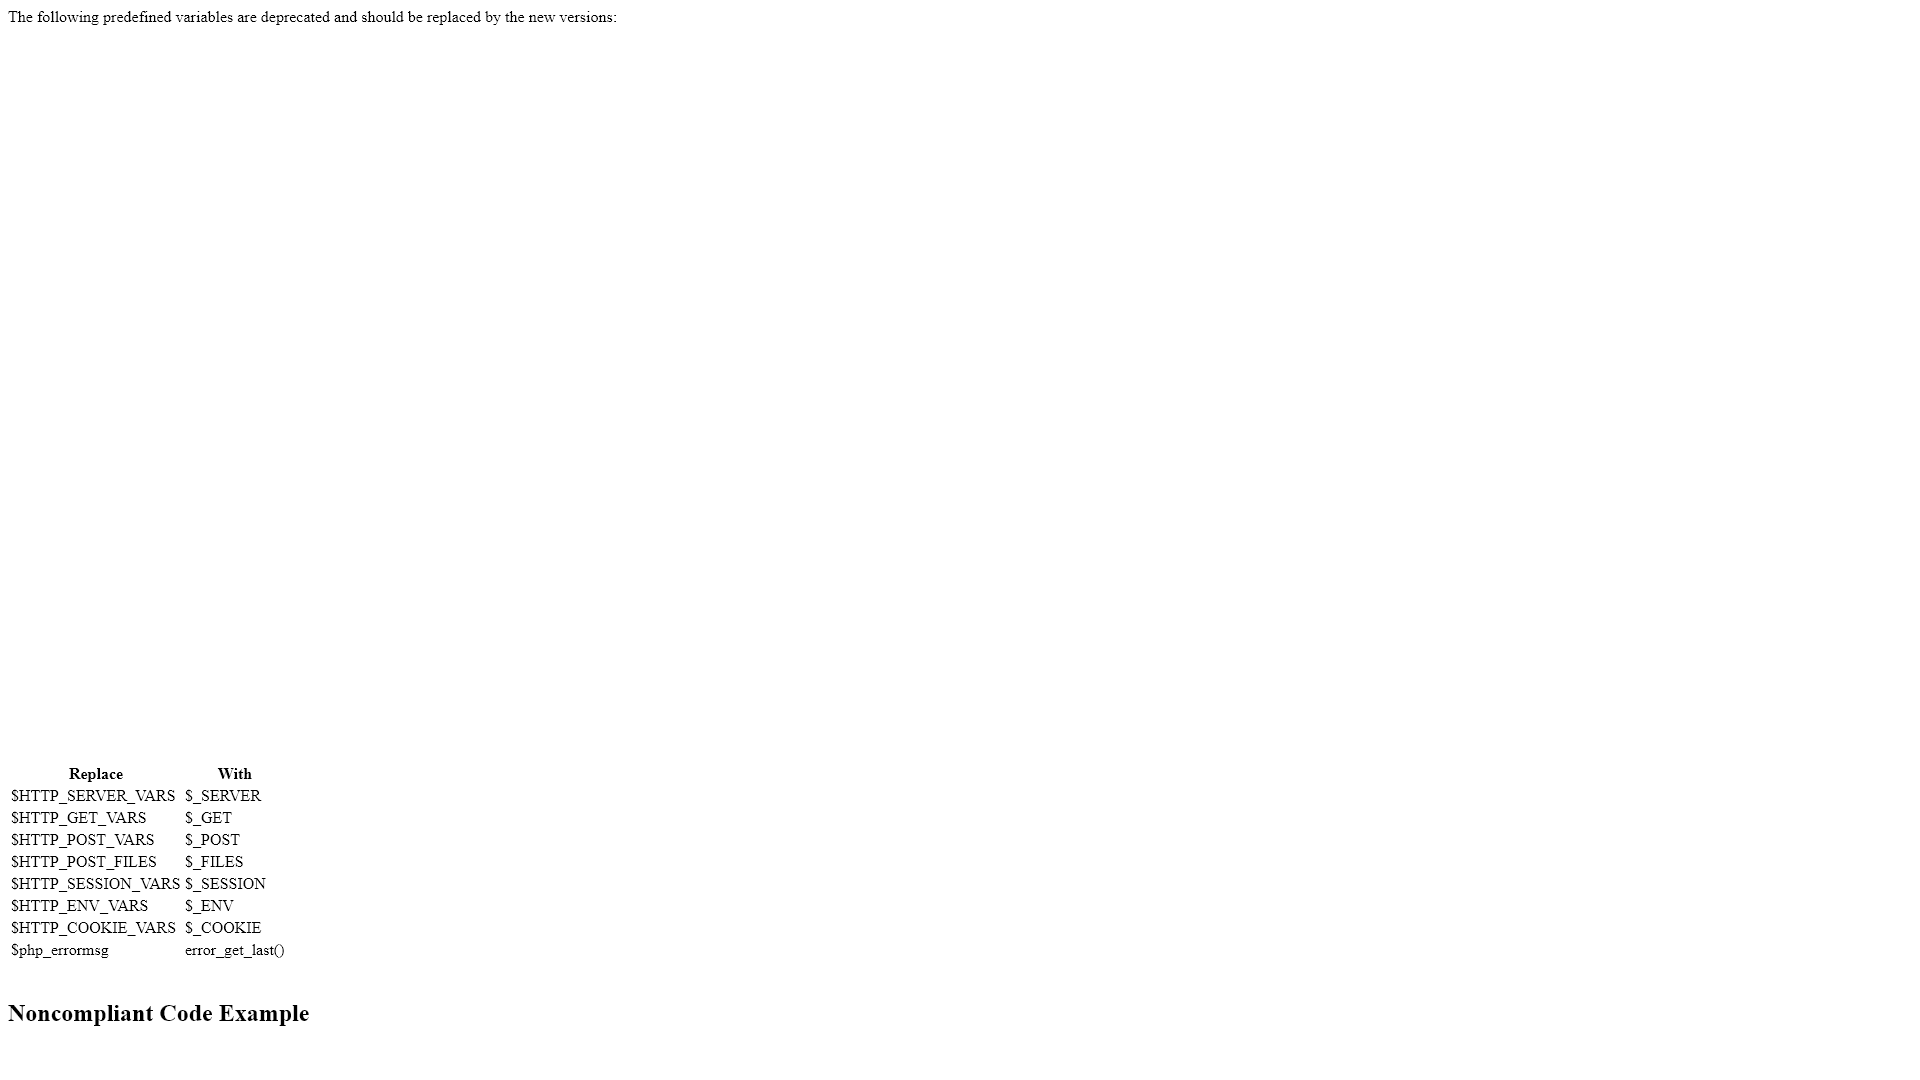 The following predefined variables are deprecated and should be replaced by the new versions:
Replace With
$HTTP_SERVER_VARS $_SERVER
$HTTP_GET_VARS $_GET
$HTTP_POST_VARS $_POST
$HTTP_POST_FILES $_FILES
$HTTP_SESSION_VARS $_SESSION
$HTTP_ENV_VARS $_ENV
$HTTP_COOKIE_VARS $_COOKIE
$php_errormsg error_get_last()
Noncompliant Code Example